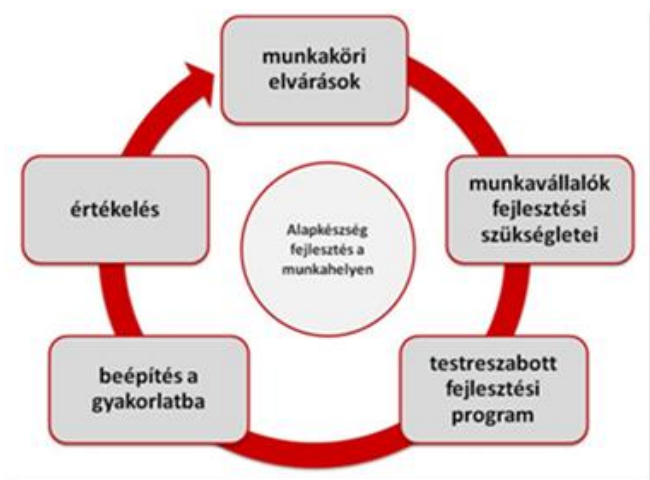 munkaköri
elvárások
munkavállalók
fejlesztési
szükségletei
testreszabott
fejlesztési
program
beépítés a
gyakorlatba
értékelés
Alapkészség
fejlesztés a
munkahelyen